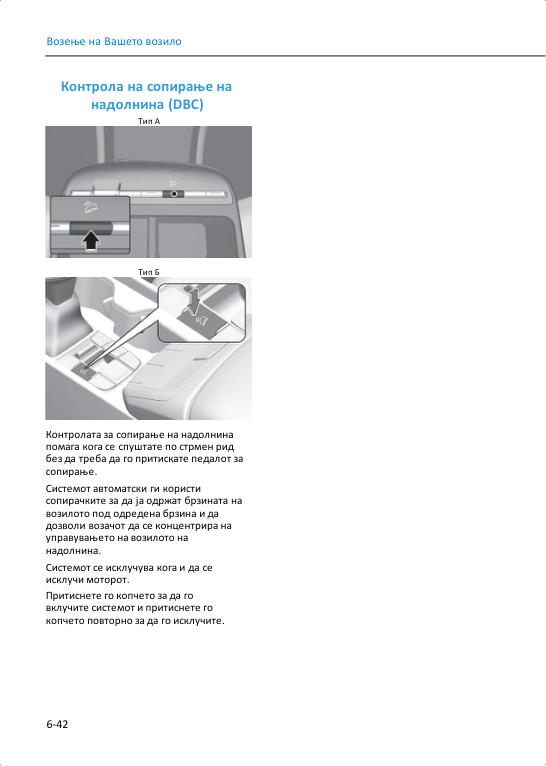 Возење на Вашето возило
Контрола на сопирање на
надолнина (DBC)
Тип А
Тип Б
Контролата за сопирање на надолнина
помага кога се спуштате по стрмен рид
без да треба да го притискате педалот за
сопирање.
Системот автоматски ги користи
сопирачките за да ја одржат брзината на
возилото под одредена брзина и да
дозволи возачот да се концентрира на
управувањето на возилото на
надолнина.
Системот се исклучува кога и да се
исклучи моторот.
Притиснете го копчето за да го
вклучите системот и притиснете го
копчето повторно за да го исклучите.
6-42